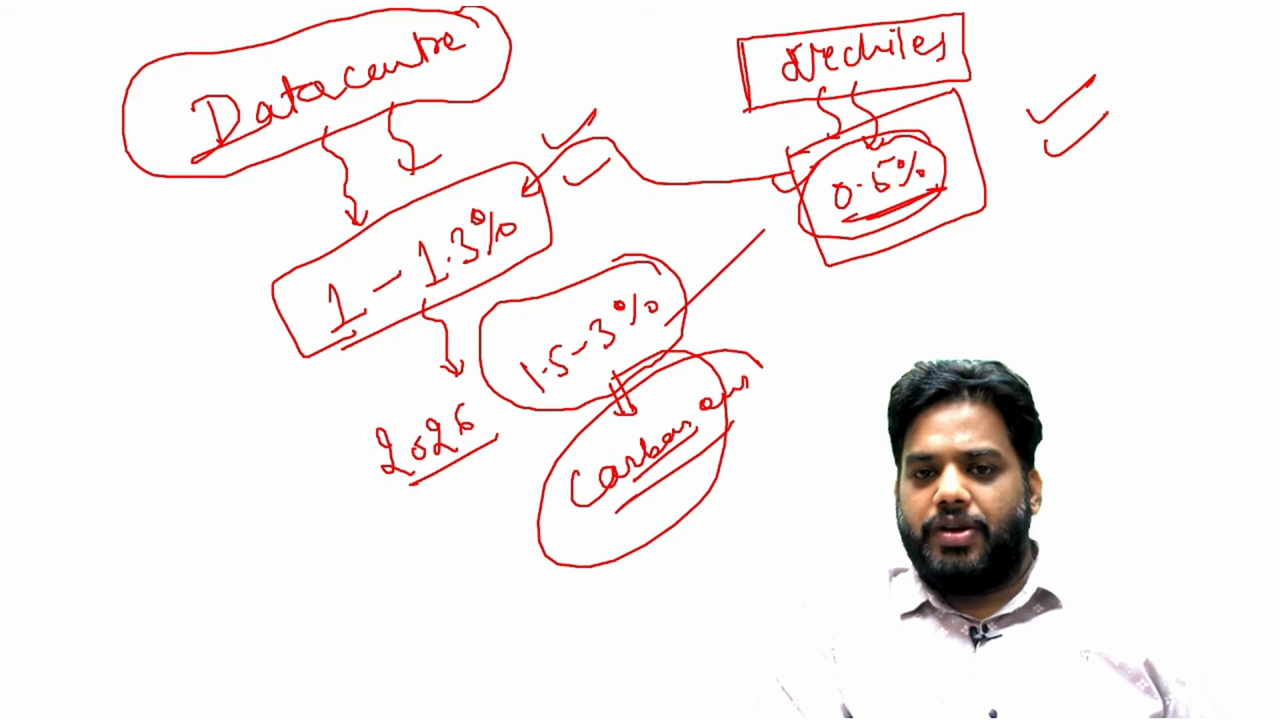 Datacentre
Vechiles
0.5%
1 - 1.3%
1.5-3%
2026
Carbon